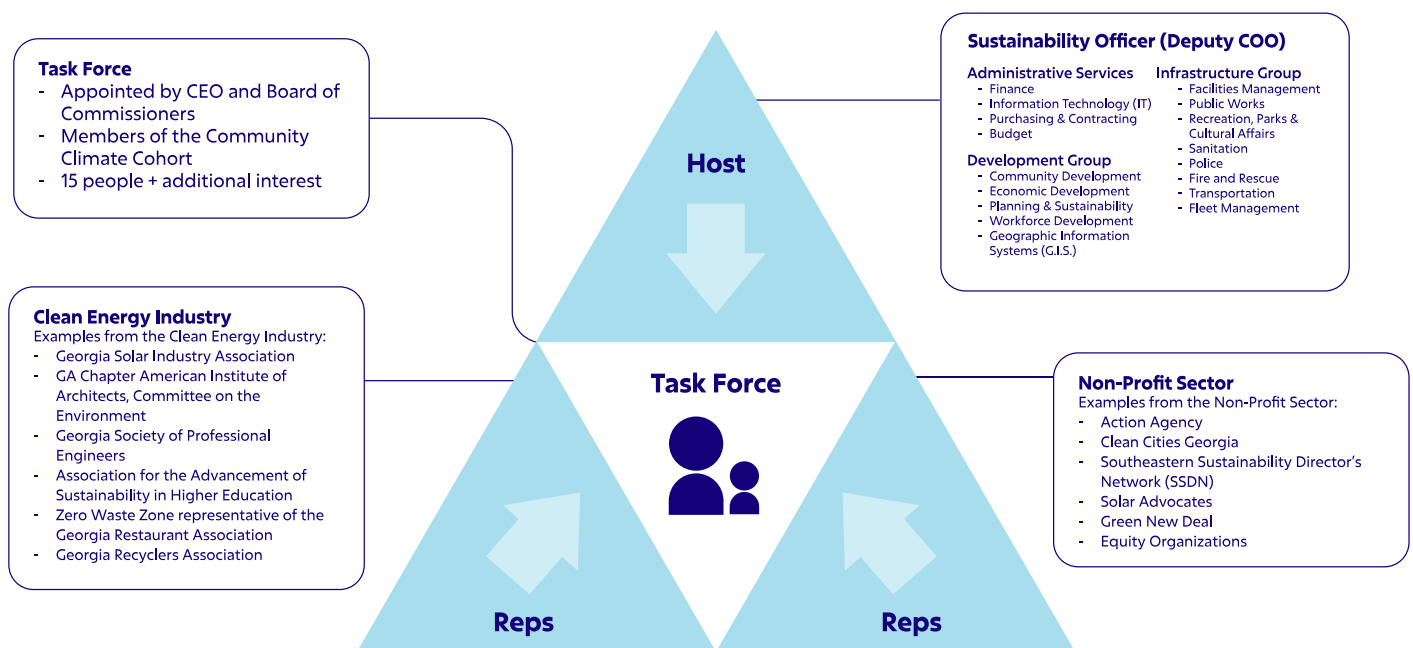 Task Force
- Appointed by CEO and Board of
Commissioners
- Members of the Community
Climate Cohort
- 15 people + additional interest
Sustainability Officer (Deputy COO)
Administrative Services
- Finance
- Information Technology (IT)
- Purchasing & Contracting
- Budget
Development Group
- Community Development
- Economic Development
- Planning & Sustainability
- Workforce Development
- Geographic Information
Systems (G.I.S.)
Infrastructure Group
- Facilities Management
- Public Works
- Recreation, Parks &
Cultural Affairs
- Sanitation
- Police
- Fire and Rescue
- Transportation
- Fleet Management
Host
Clean Energy Industry
Examples from the Clean Energy Industry:
- Georgia Solar Industry Association
- GA Chapter American Institute of
Architects, Committee on the
Environment
- Georgia Society of Professional
Engineers
- Association for the Advancement of
Sustainability in Higher Education
- Zero Waste Zone representative of the
Georgia Restaurant Association
- Georgia Recyclers Association
Task Force
Non-Profit Sector
Examples from the Non-Profit Sector:
- Action Agency
- Clean Cities Georgia
- Southeastern Sustainability Director's
Network (SSDN)
- Solar Advocates
- Green New Deal
- Equity Organizations
Reps
Reps